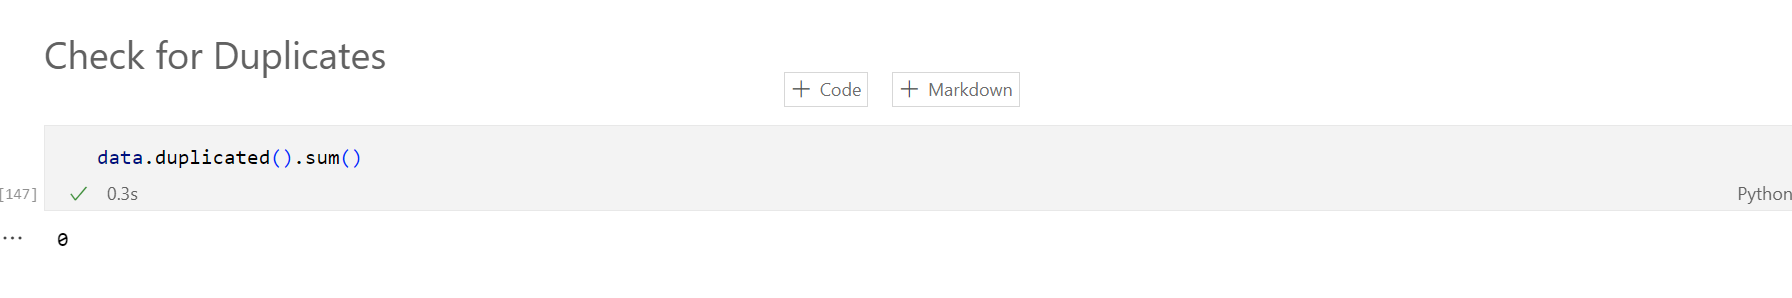 Check for Duplicates
+ Code + Markdown
data.duplicated().sum()
[147] ✓ 0.3s Python
... 0